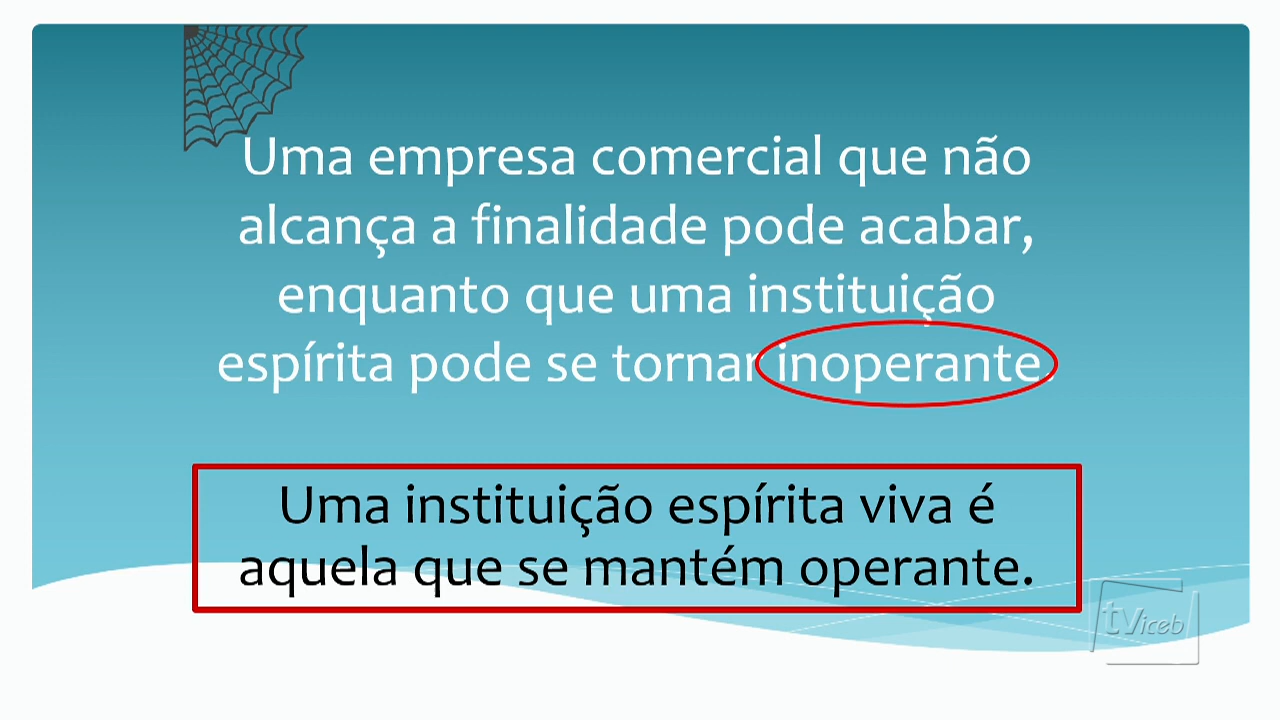 Uma empresa comercial que não
alcança a finalidade pode acabar,
enquanto que uma instituição
espírita pode se tornar inoperante.
Uma instituição espírita viva é
aquela que se mantém operante.
tviceb